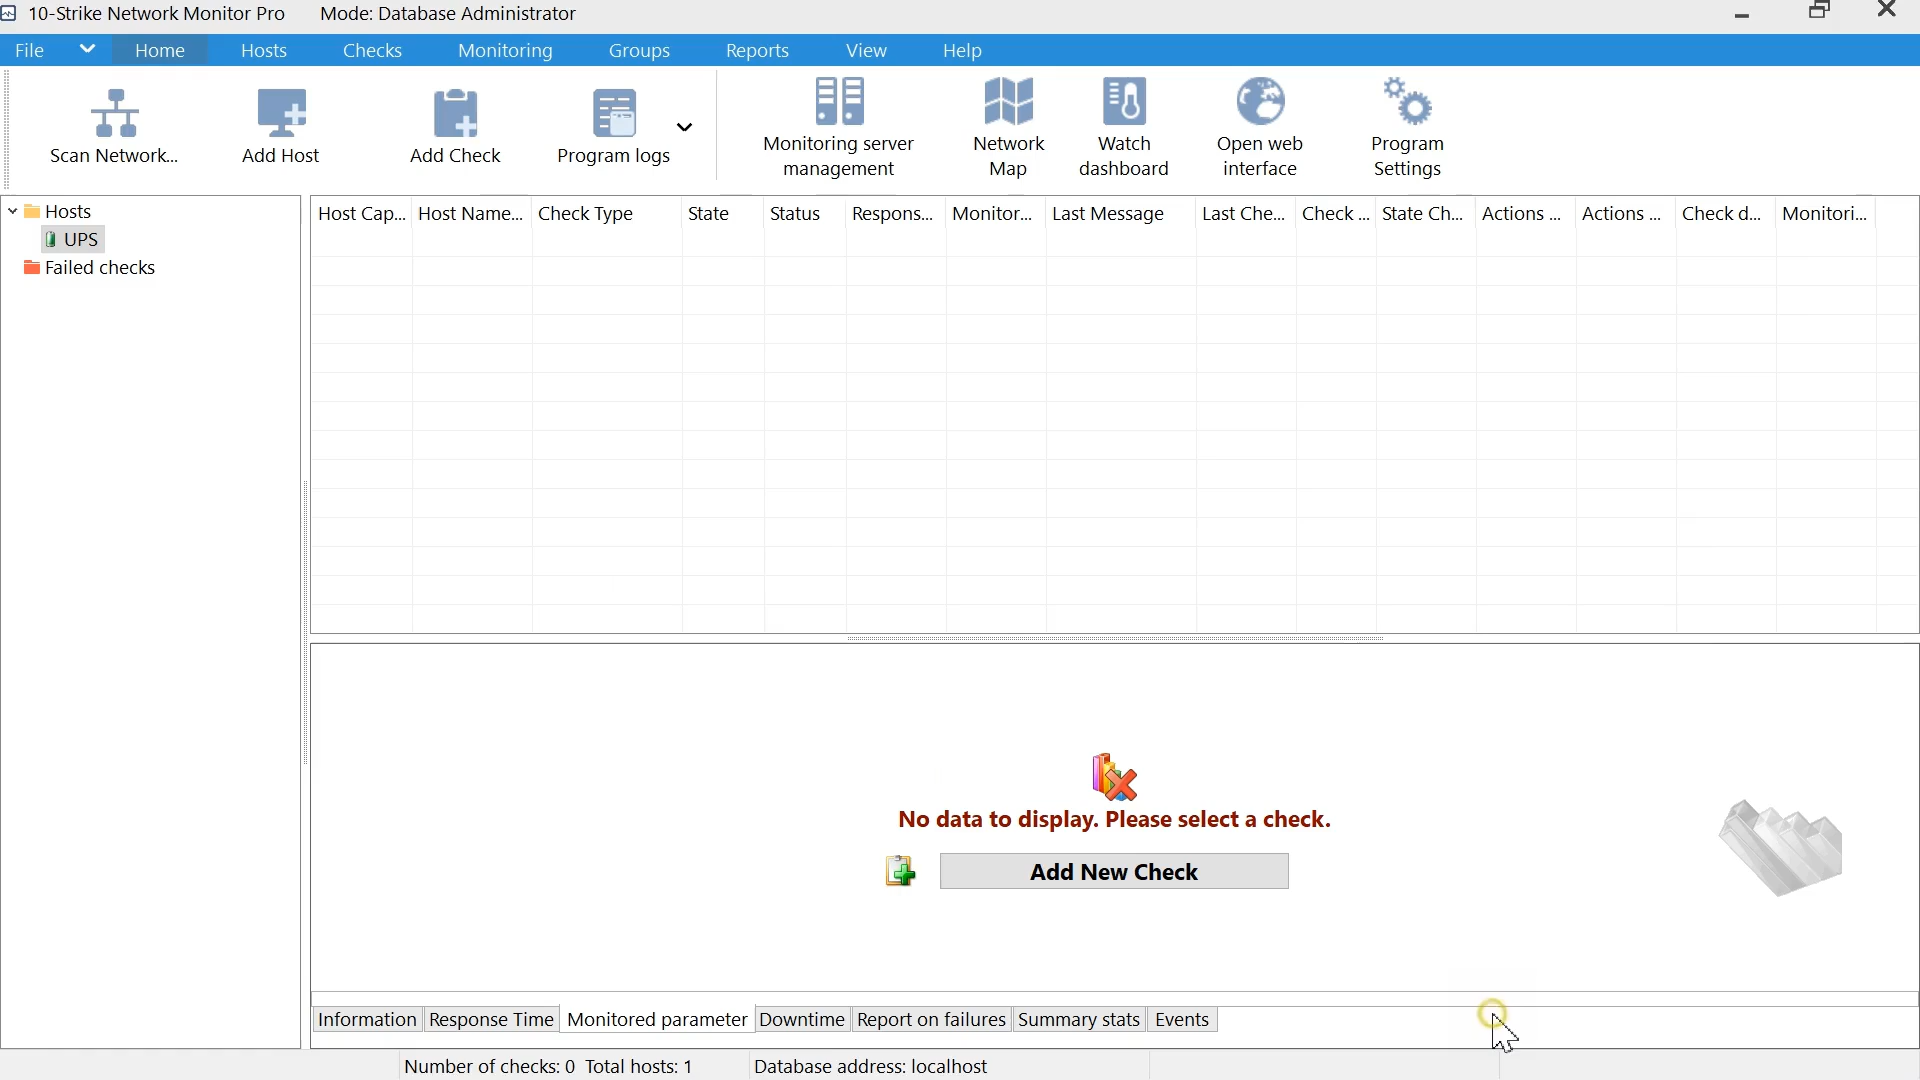 10-Strike Network Monitor Pro Mode: Database Administrator
File Home Hosts Checks Monitoring Groups Reports View Help
Scan Network...
Add Host
Add Check
Program logs
Monitoring server
management
Network
Map
Watch
dashboard
Open web
interface
Program
Settings
Hosts
UPS
Failed checks
Host Cap... Host Name... Check Type State Status Respons... Monitor... Last Message Last Che... Check ... State Ch... Actions ... Actions ... Check d... Monitori...
No data to display. Please select a check.
Add New Check
Information Response Time Monitored parameter Downtime Report on failures Summary stats Events
Number of checks: 0 Total hosts: 1 Database address: localhost